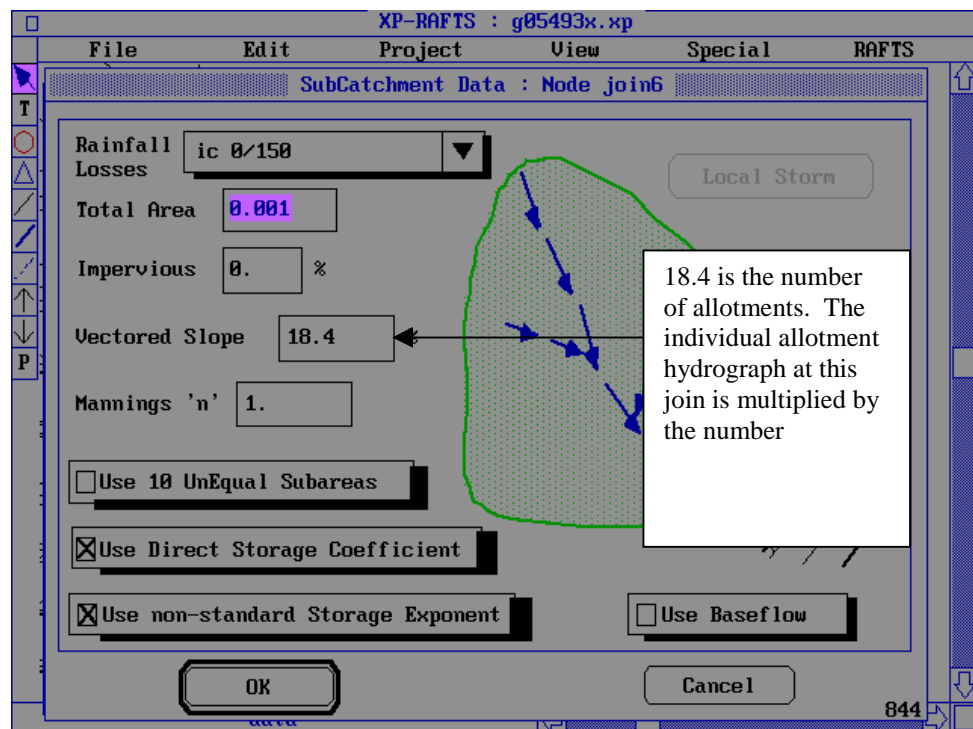 XP-RAFTS : g05493x.xp
File Edit Project View Special RAFTS
SubCatchment Data : Node join6
T
P
Rainfall Losses
ic 0/150
Local Storm
Total Area 0.001
Impervious 0. %
Vectored Slope 18.4
Mannings 'n' 1.
18.4 is the number
of allotments. The
individual allotment
hydrograph at this
join is multiplied by
the number
Use 10 UnEqual Subareas
Use Direct Storage Coefficient
Use non-standard Storage Exponent
Use Baseflow
OK
Cancel
844